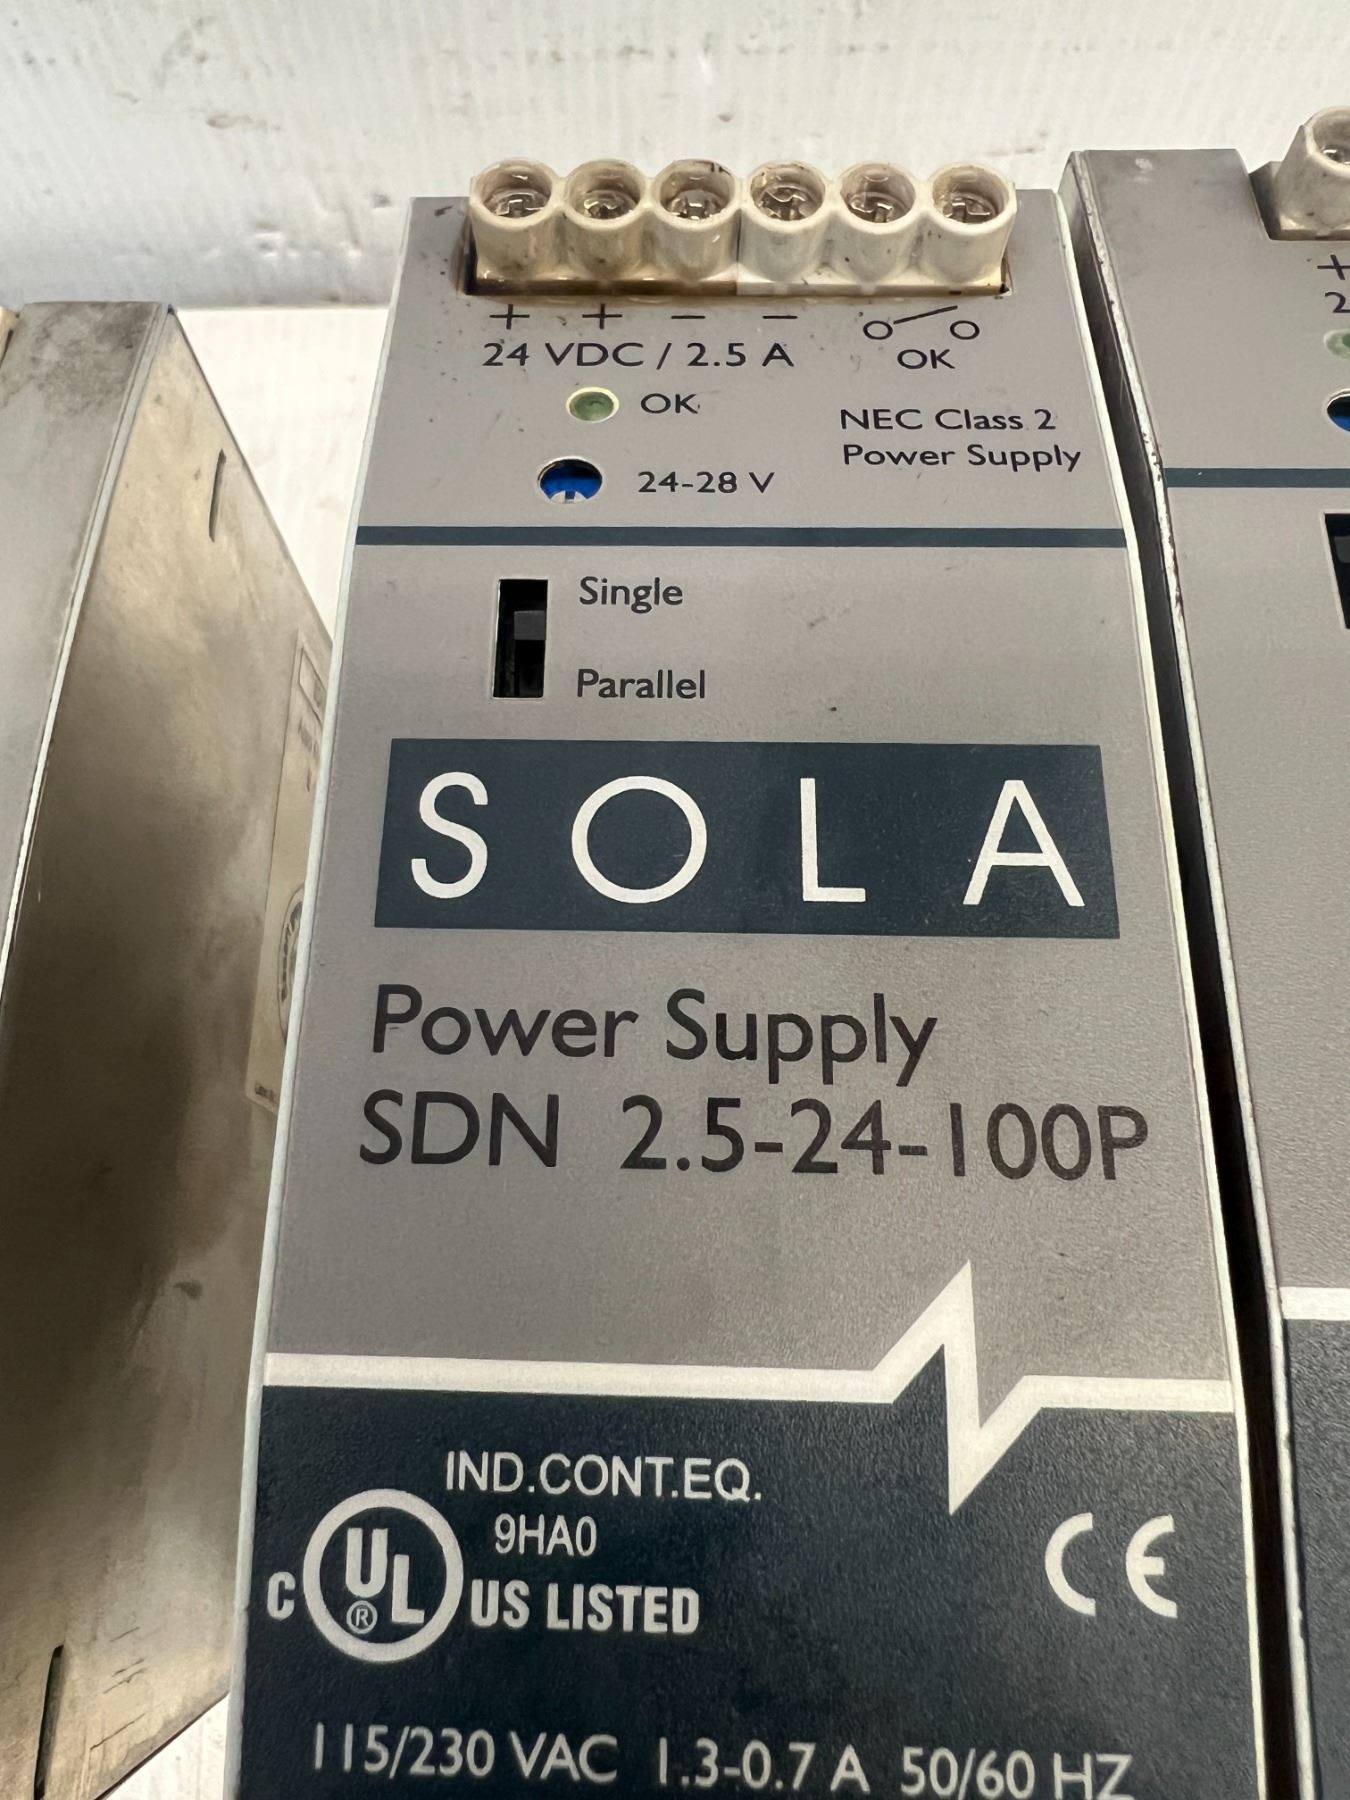 + + − −
24 VDC / 2.5 A
OK
OK
NEC Class 2
Power Supply
24-28 V
Single
Parallel
SOLA
Power Supply
SDN 2.5-24-100P
IND.CONT.EQ.
9HA0
C UL ® US LISTED
CE
115/230 VAC 1.3-0.7 A 50/60 HZ
+
2